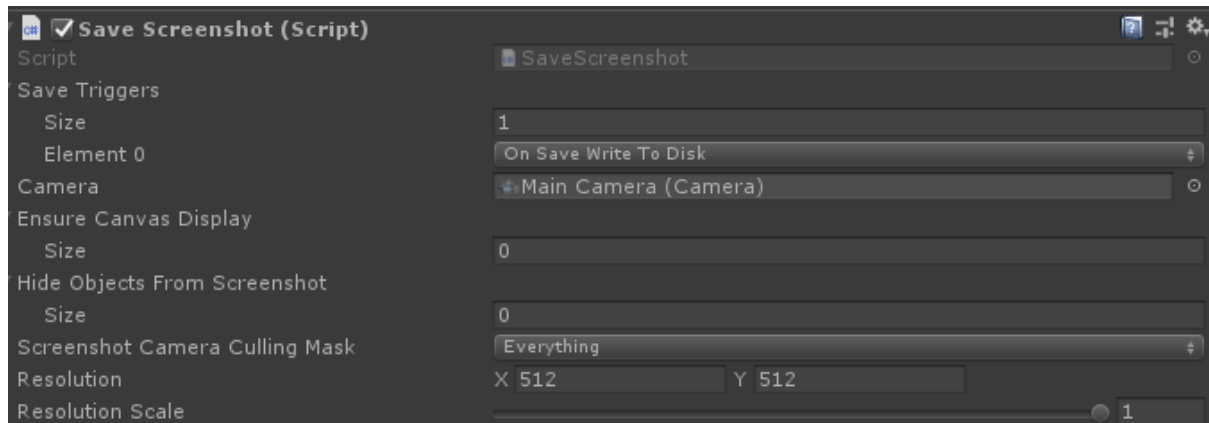 Save Screenshot (Script)
Script SaveScreenshot
Save Triggers
Size 1
Element 0 On Save Write To Disk
Camera Main Camera (Camera)
Ensure Canvas Display
Size 0
Hide Objects From Screenshot
Size 0
Screenshot Camera Culling Mask Everything
Resolution X 512 Y 512
Resolution Scale 1